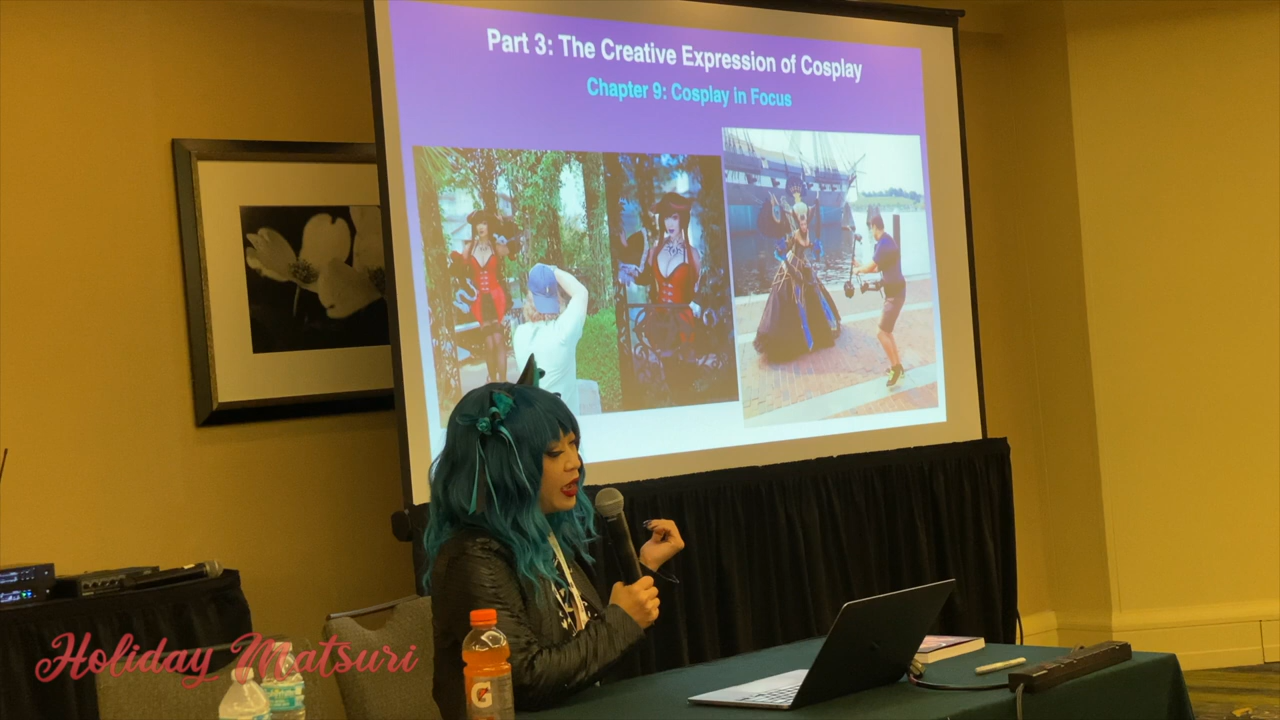 Part 3: The Creative Expression of Cosplay
Chapter 9: Cosplay in Focus
Holiday Matsuri
G